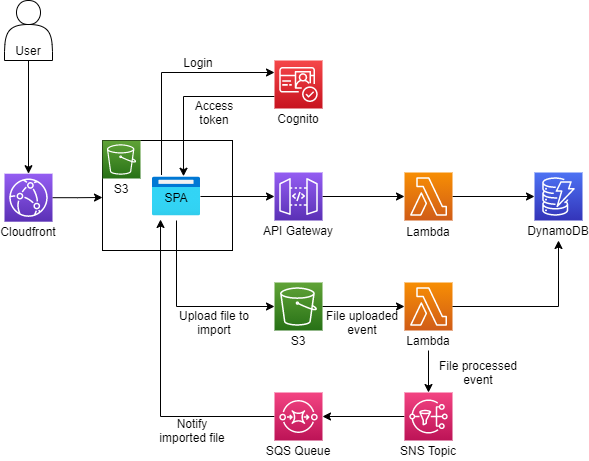 User
Login
Access
token
Cognito
S3
SPA
Cloudfront
API Gateway
Lambda
DynamoDB
Upload file to
import
S3
File uploaded
event
Lambda
File processed
event
Notify
imported file
SQS Queue
SNS Topic